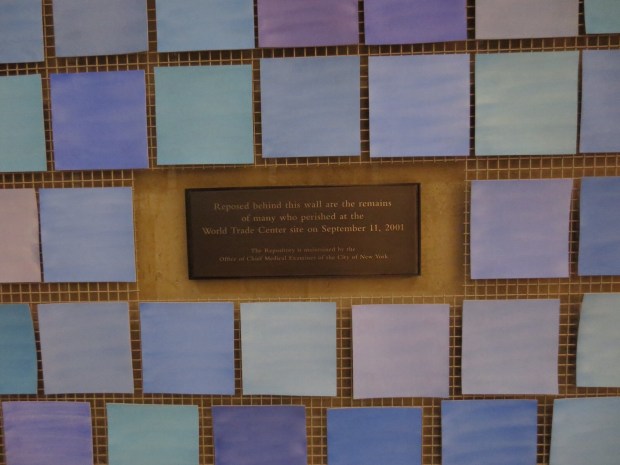 Reposed behind this wall are the remains
of many who perished at the
World Trade Center site on September 11, 2001
The Repository is maintained by the
Office of Chief Medical Examiner of the City of New York